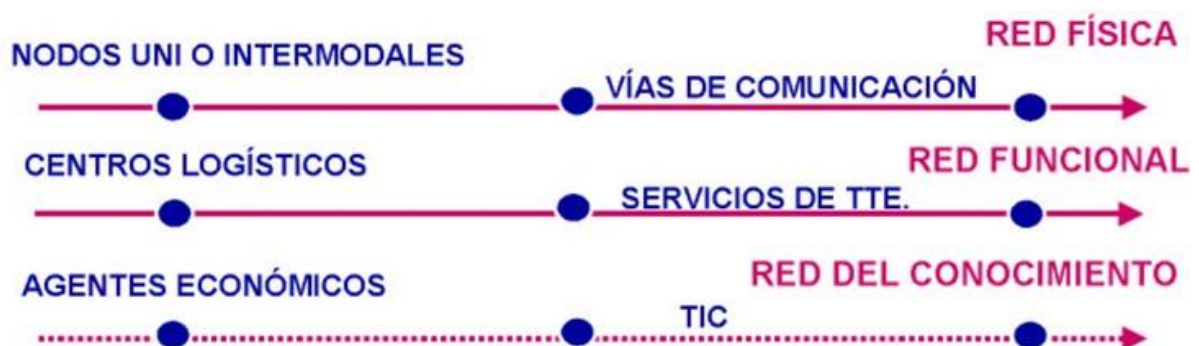 RED FÍSICA
NODOS UNI O INTERMODALES
VÍAS DE COMUNICACIÓN
RED FUNCIONAL
CENTROS LOGÍSTICOS
SERVICIOS DE TTE.
RED DEL CONOCIMIENTO
AGENTES ECONÓMICOS
TIC